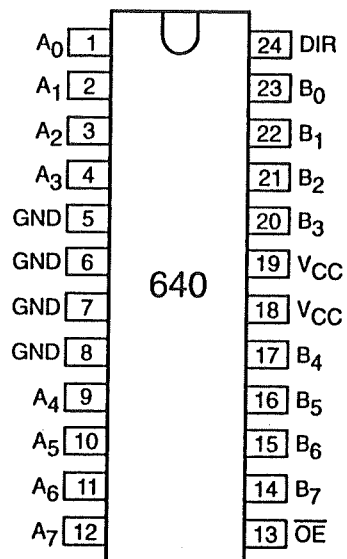 A0 1 24 DIR
A1 2 23 B0
A2 3 22 B1
A3 4 21 B2
GND 5 20 B3
GND 6 19 VCC
640
GND 7 18 VCC
GND 8 17 B4
A4 9 16 B5
A5 10 15 B6
A6 11 14 B7
A7 12 13 O̅E̅